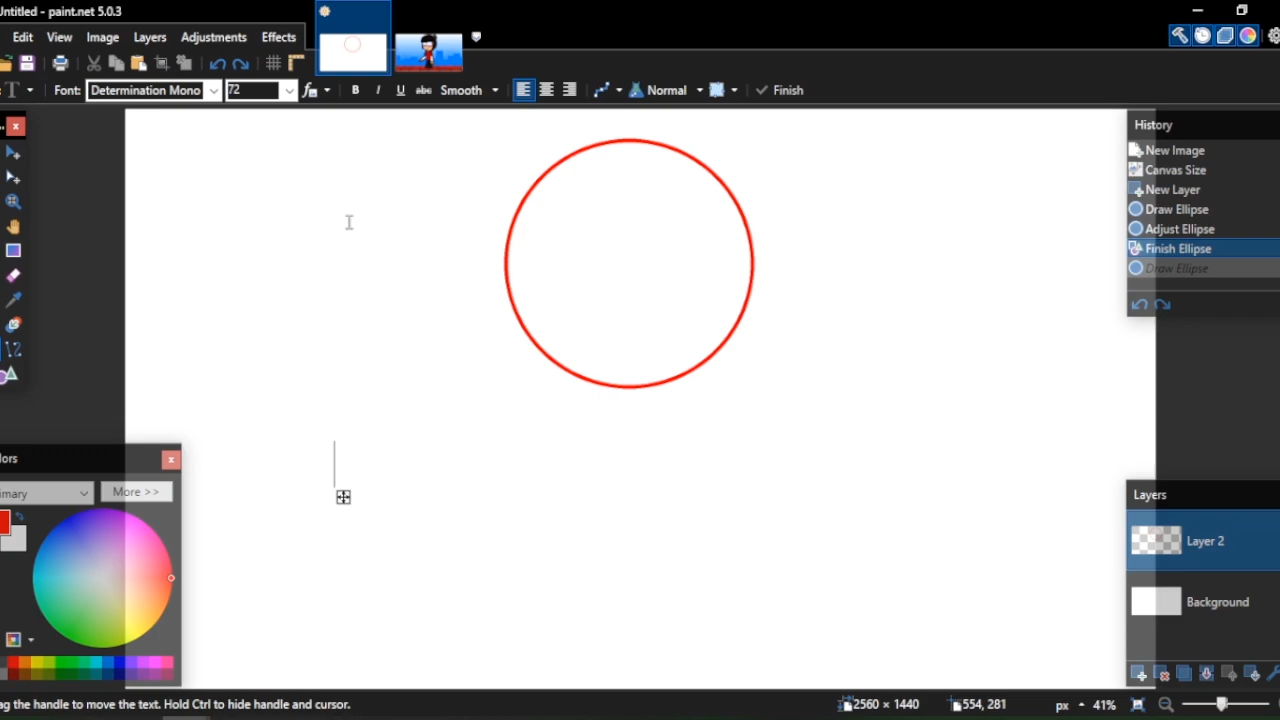 Untitled - paint.net 5.0.3
Edit View Image Layers Adjustments Effects
T Font: Determination Mono 72 fx B I U abc Smooth Normal Finish
History
New Image
Canvas Size
New Layer
Draw Ellipse
Adjust Ellipse
Finish Ellipse
Draw Ellipse
ors
imary More >>
Layers
Layer 2
Background
ag the handle to move the text. Hold Ctrl to hide handle and cursor. 2560 × 1440 554, 281 px 41%